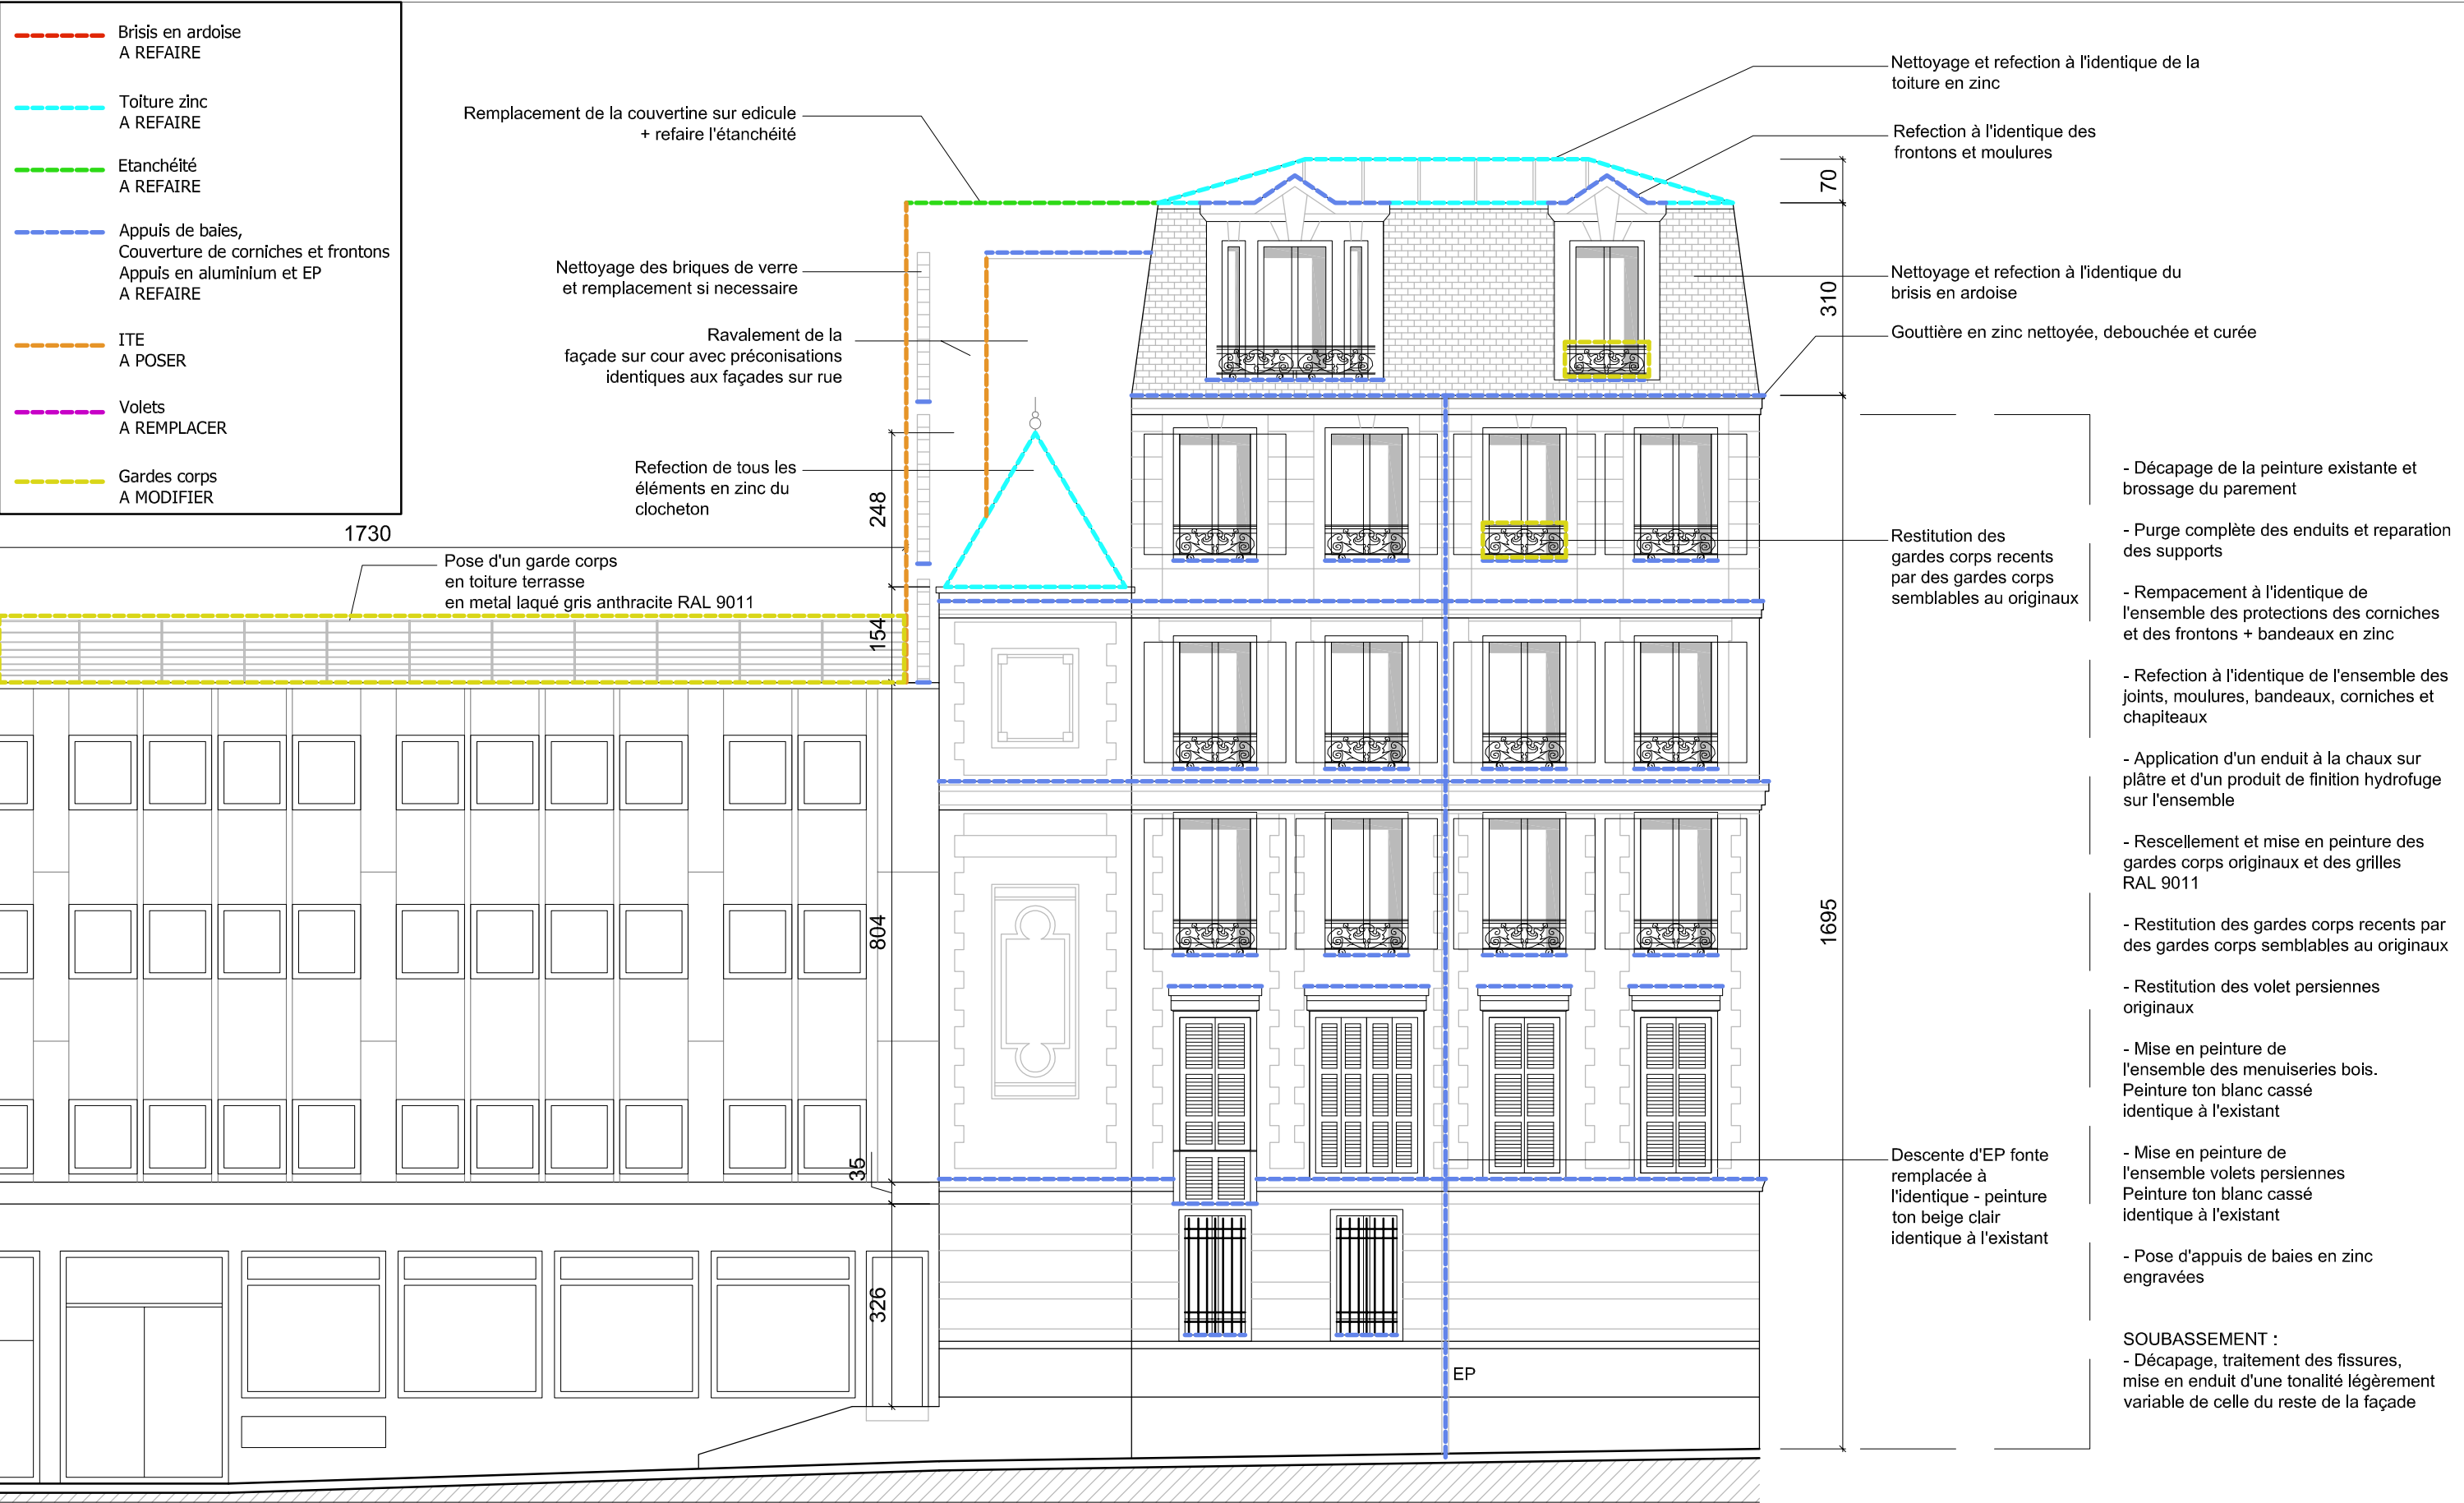 Brisis en ardoise
A REFAIRE
Toiture zinc
A REFAIRE
Etanchéité
A REFAIRE
Appuis de baies,
Couverture de corniches et frontons
Appuis en aluminium et EP
A REFAIRE
ITE
A POSER
Volets
A REMPLACER
Gardes corps
A MODIFIER
1730
Pose d'un garde corps
en toiture terrasse
en metal laqué gris anthracite RAL 9011
Remplacement de la couvertine sur edicule
+ refaire l'étanchéité
Nettoyage des briques de verre
et remplacement si necessaire
Ravalement de la
façade sur cour avec préconisations
identiques aux façades sur rue
Refection de tous les
éléments en zinc du
clocheton
248
154
804
35
326
EP
70
310
1695
Nettoyage et refection à l'identique de la
toiture en zinc
Refection à l'identique des
frontons et moulures
Nettoyage et refection à l'identique du
brisis en ardoise
Gouttière en zinc nettoyée, debouchée et curée
Restitution des
gardes corps recents
par des gardes corps
semblables au originaux
Descente d'EP fonte
remplacée à
l'identique - peinture
ton beige clair
identique à l'existant
- Décapage de la peinture existante et
brossage du parement
- Purge complète des enduits et reparation
des supports
- Rempacement à l'identique de
l'ensemble des protections des corniches
et des frontons + bandeaux en zinc
- Refection à l'identique de l'ensemble des
joints, moulures, bandeaux, corniches et
chapiteaux
- Application d'un enduit à la chaux sur
plâtre et d'un produit de finition hydrofuge
sur l'ensemble
- Rescellement et mise en peinture des
gardes corps originaux et des grilles
RAL 9011
- Restitution des gardes corps recents par
des gardes corps semblables au originaux
- Restitution des volet persiennes
originaux
- Mise en peinture de
l'ensemble des menuiseries bois.
Peinture ton blanc cassé
identique à l'existant
- Mise en peinture de
l'ensemble volets persiennes
Peinture ton blanc cassé
identique à l'existant
- Pose d'appuis de baies en zinc
engravées
SOUBASSEMENT :
- Décapage, traitement des fissures,
mise en enduit d'une tonalité légèrement
variable de celle du reste de la façade